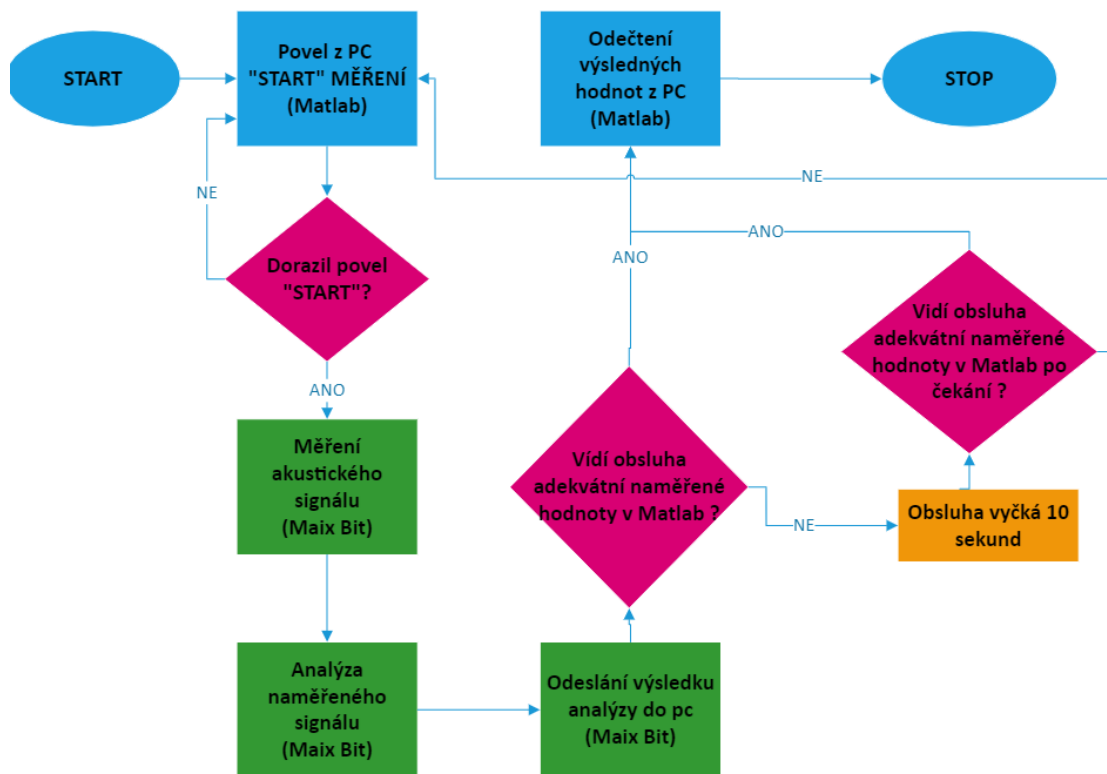 START
Povel z PC
"START" MĚŘENÍ
(Matlab)
Odečtení
výsledných
hodnot z PC
(Matlab)
STOP
NE
NE
Dorazil povel
"START"?
ANO
ANO
ANO
Vidí obsluha
adekvátní naměřené
hodnoty v Matlab po
čekání ?
Měření
akustického
signálu
(Maix Bit)
Vídí obsluha
adekvátní naměřené
hodnoty v Matlab ?
NE
Obsluha vyčká 10
sekund
Analýza
naměřeného
signálu
(Maix Bit)
Odeslání výsledku
analýzy do pc
(Maix Bit)